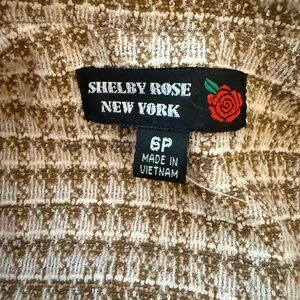 SHELBY ROSE
NEW YORK
6P
MADE IN
VIETNAM